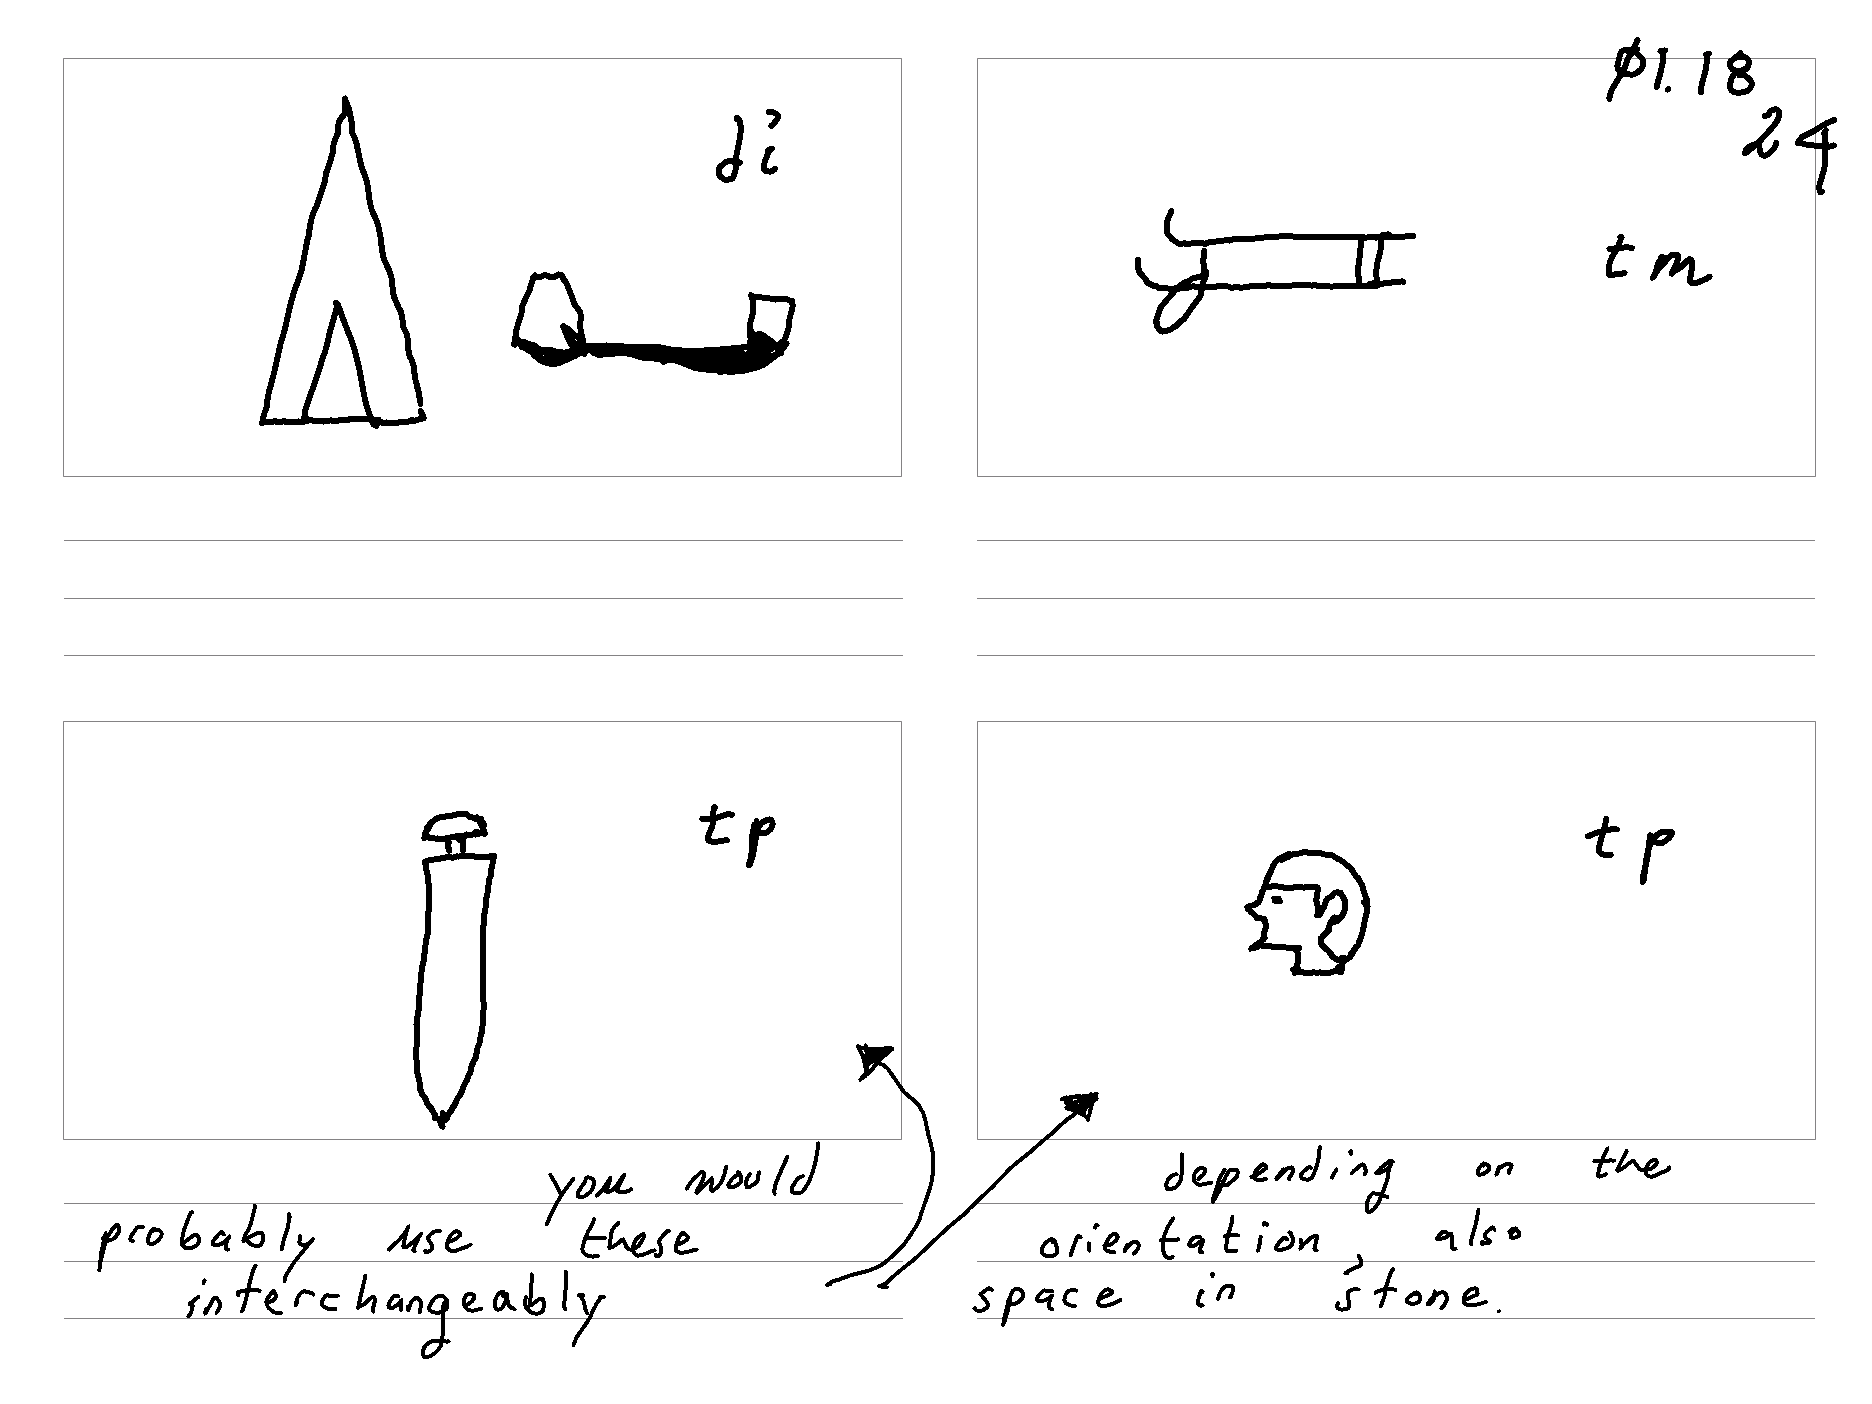 ø1.18
24
di
tm
tp
tp
you would
probably use these
interchangeably
depending on the
orientation, also
space in stone.